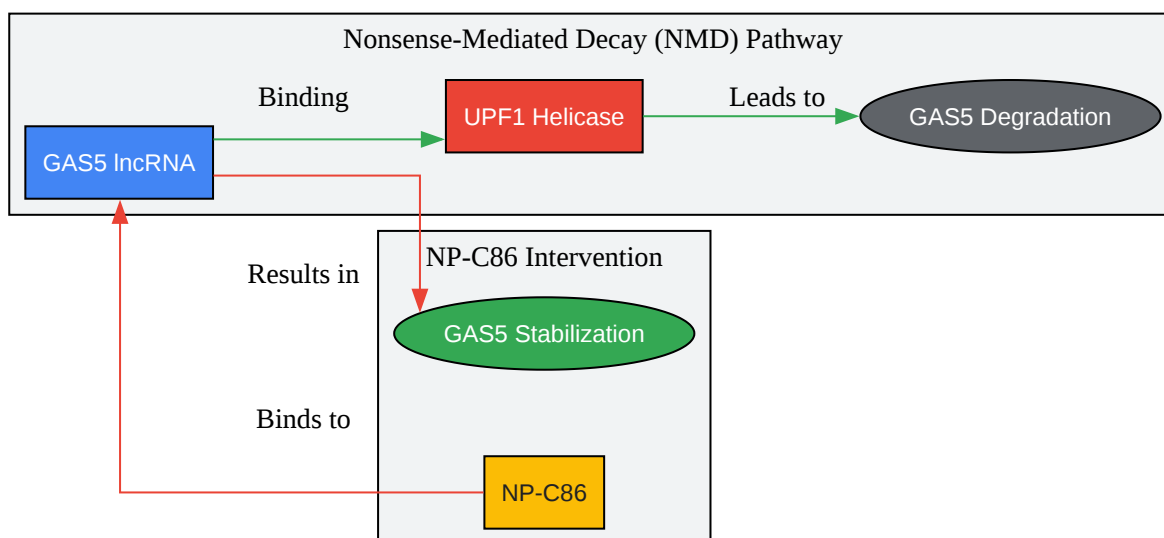 Nonsense-Mediated Decay (NMD) Pathway
Binding
UPF1 Helicase
Leads to
GAS5 Degradation
GAS5 lncRNA
NP-C86 Intervention
Results in
GAS5 Stabilization
Binds to
NP-C86